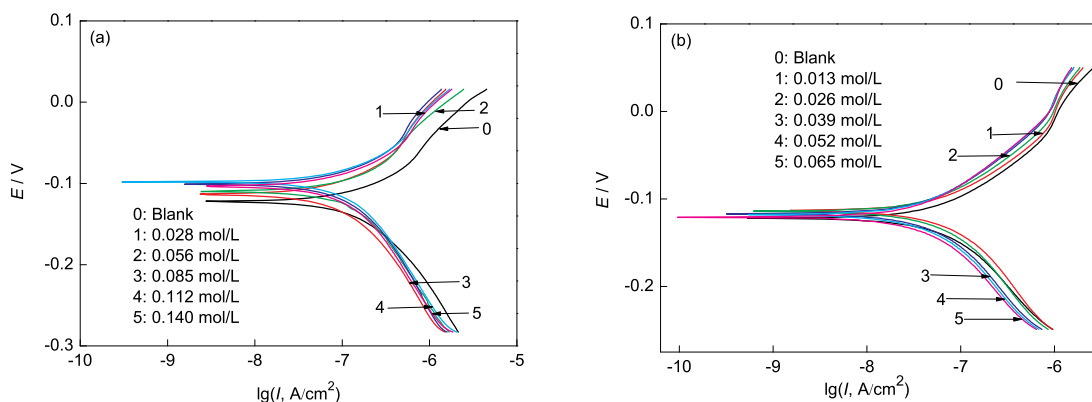 (a)
0.1
0.0
-0.1
-0.2
-0.3
E / V
1
2
0
3
4
5
0: Blank
1: 0.028 mol/L
2: 0.056 mol/L
3: 0.085 mol/L
4: 0.112 mol/L
5: 0.140 mol/L
-10
-9
-8
-7
-6
-5
lg(I, A/cm²)
(b)
0.1
0.0
-0.1
-0.2
E / V
0: Blank
1: 0.013 mol/L
2: 0.026 mol/L
3: 0.039 mol/L
4: 0.052 mol/L
5: 0.065 mol/L
0
1
2
3
4
5
-10
-9
-8
-7
-6
lg(I, A/cm²)